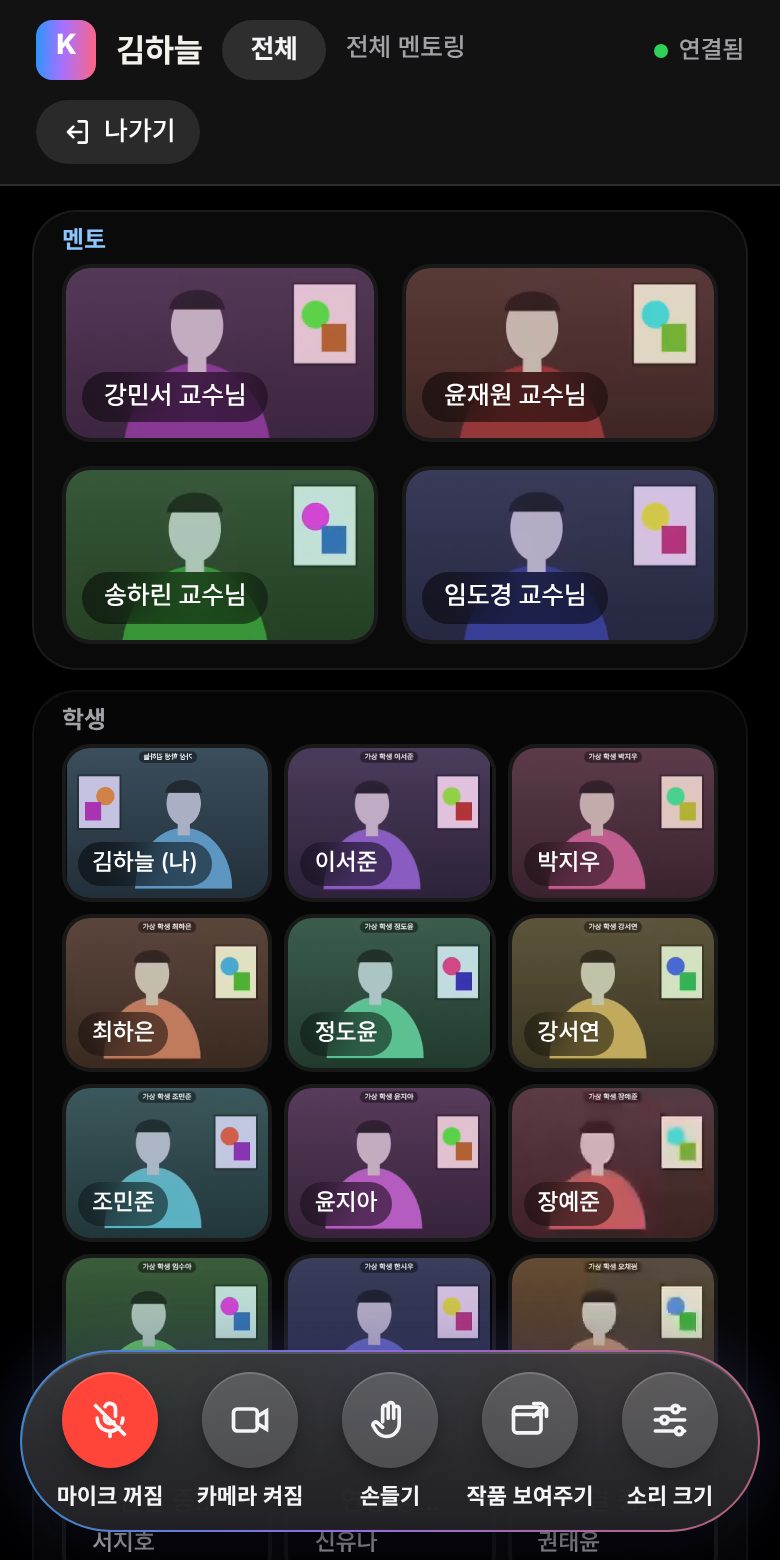 K
김하늘
전체
전체 멘토링
연결됨
나가기
멘토
강민서 교수님
윤재원 교수님
송하린 교수님
임도경 교수님
학생
가상 학생 김하늘
김하늘 (나)
가상 학생 이서준
이서준
가상 학생 박지우
박지우
가상 학생 최하은
최하은
가상 학생 정도윤
정도윤
가상 학생 강서연
강서연
가상 학생 조민준
조민준
가상 학생 윤지아
윤지아
가상 학생 장예준
장예준
가상 학생 임수아
가상 학생 한시우
가상 학생 오채원
마이크 꺼짐
카메라 켜짐
손들기
작품 보여주기
소리 크기
서지호
신유나
권태윤